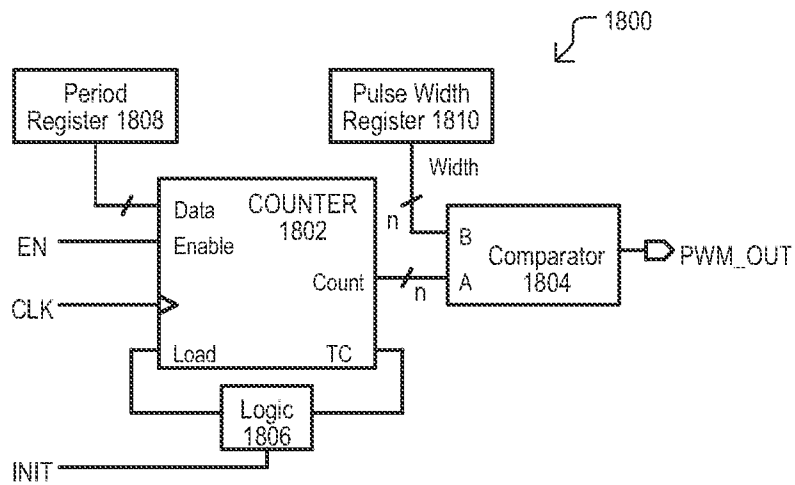 1800
Period
Register 1808
Pulse Width
Register 1810
Width
n
Data
COUNTER
1802
EN
Enable
B
Comparator
1804
PWM_OUT
Count
n
A
CLK
Load
TC
Logic
1806
INIT